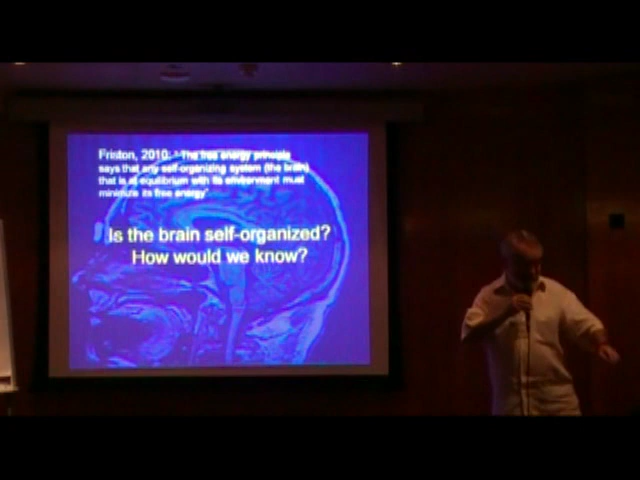 Friston, 2010: " The free energy principle
says that any self-organizing system (the brain)
that is at equilibrium with its environment must
minimize its free energy"
Is the brain self-organized?
How would we know?